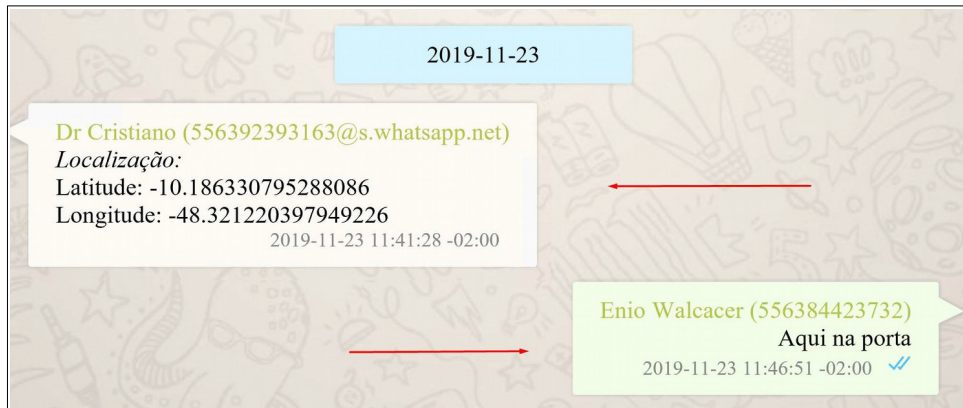 2019-11-23
Dr Cristiano (556392393163@s.whatsapp.net)
Localização:
Latitude: -10.186330795288086
Longitude: -48.321220397949226
2019-11-23 11:41:28 -02:00
Enio Walcacer (556384423732)
Aqui na porta
2019-11-23 11:46:51 -02:00